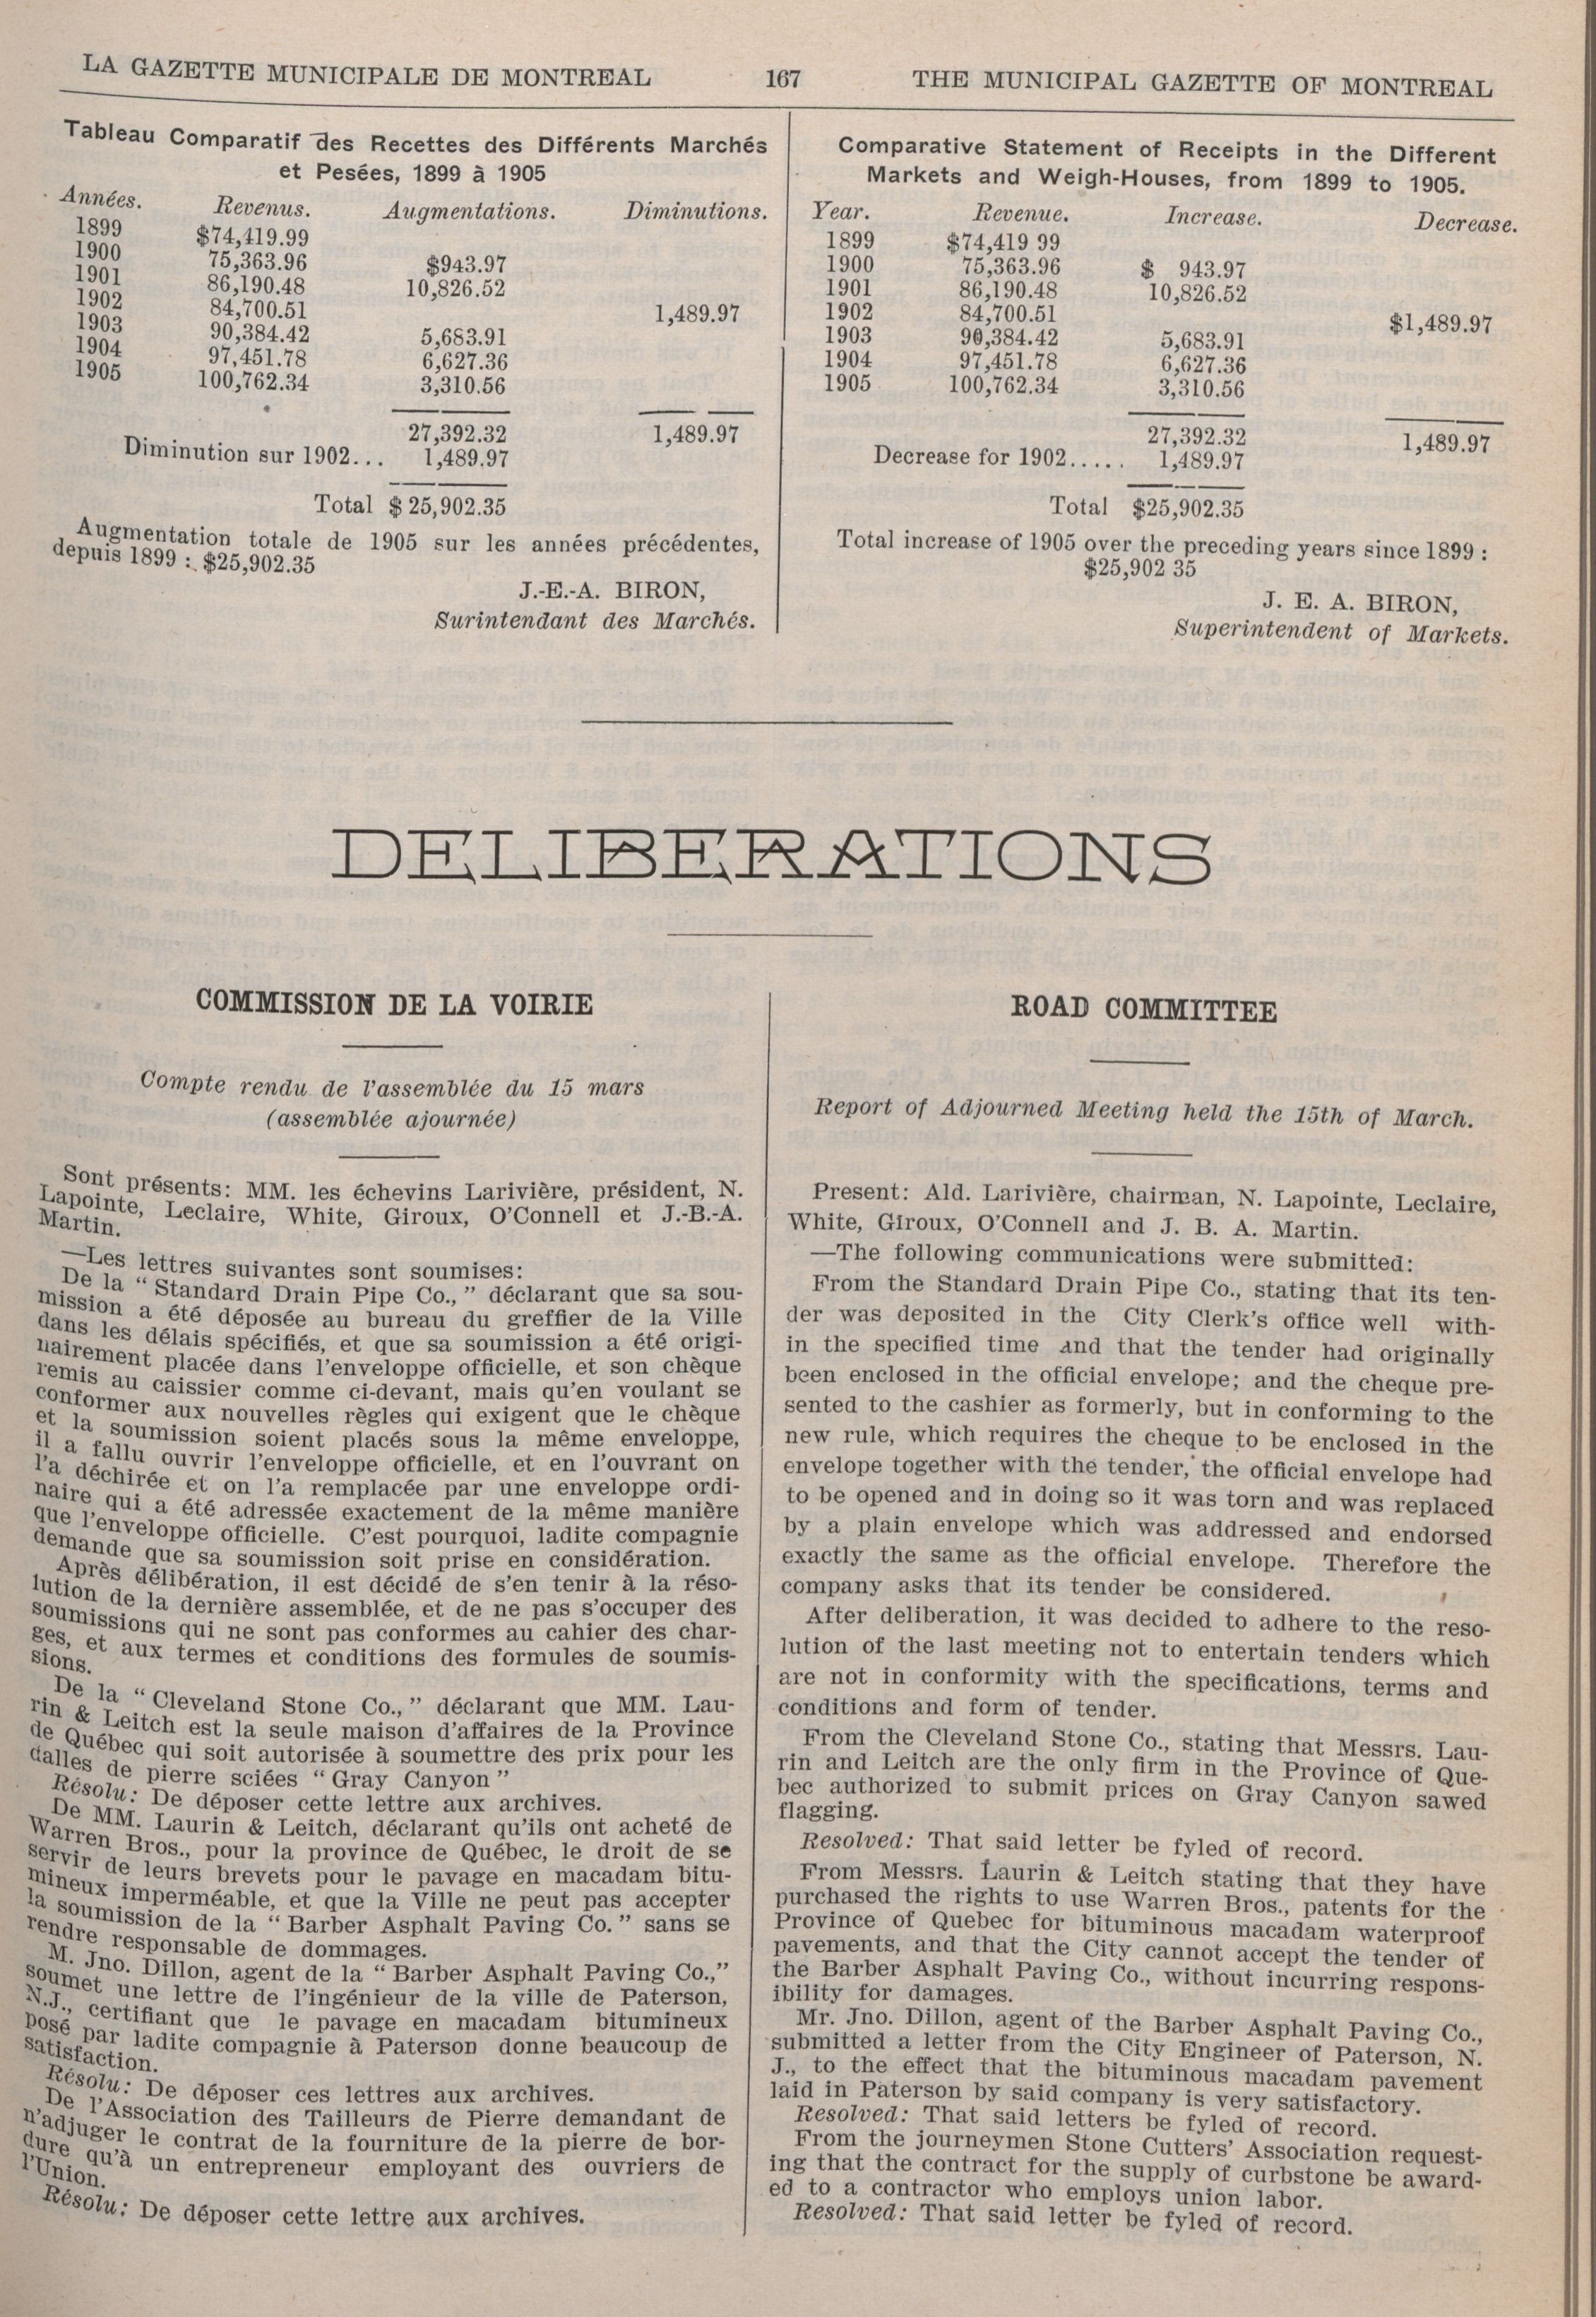 LA GAZETTE MUNICIPALE DE MONTREAL 167 THE MUNICIPAL GAZETTE OF MONTREAL
Tableau Comparatif des Recettes des Différents Marchés
et Pesées, 1899 à 1905
Années. Revenus. Augmentations. Diminutions.
1899 $74,419.99
1900 75,363.96 $943.97
1901 86,190.48 10,826.52
1902 84,700.51 1,489.97
1903 90,384.42 5,683.91
1904 97,451.78 6,627.36
1905 100,762.34 3,310.56
27,392.32 1,489.97
Diminution sur 1902... 1,489.97
Total $25,902.35
Augmentation totale de 1905 sur les années précédentes,
depuis 1899 : $25,902.35
J.-E.-A. BIRON,
Surintendant des Marchés.
Comparative Statement of Receipts in the Different
Markets and Weigh-Houses, from 1899 to 1905.
Year. Revenue. Increase. Decrease.
1899 $74,419 99
1900 75,363.96 $ 943.97
1901 86,190.48 10,826.52
1902 84,700.51 $1,489.97
1903 90,384.42 5,683.91
1904 97,451.78 6,627.36
1905 100,762.34 3,310.56
27,392.32 1,489.97
Decrease for 1902..... 1,489.97
Total $25,902.35
Total increase of 1905 over the preceding years since 1899 :
$25,902 35
J. E. A. BIRON,
Superintendent of Markets.
DELIBERATIONS
COMMISSION DE LA VOIRIE
Compte rendu de l'assemblée du 15 mars
(assemblée ajournée)
Sont présents: MM. les échevins Larivière, président, N.
Lapointe, Leclaire, White, Giroux, O'Connell et J.-B.-A.
Martin.
—Les lettres suivantes sont soumises:
De la "Standard Drain Pipe Co.," déclarant que sa sou-
mission a été déposée au bureau du greffier de la Ville
dans les délais spécifiés, et que sa soumission a été origi-
nairement placée dans l'enveloppe officielle, et son chèque
remis au caissier comme ci-devant, mais qu'en voulant se
conformer aux nouvelles règles qui exigent que le chèque
et la soumission soient placés sous la même enveloppe,
il a fallu ouvrir l'enveloppe officielle, et en l'ouvrant on
l'a déchirée et on l'a remplacée par une enveloppe ordi-
naire qui a été adressée exactement de la même manière
que l'enveloppe officielle. C'est pourquoi, ladite compagnie
demande que sa soumission soit prise en considération.
Après délibération, il est décidé de s'en tenir à la réso-
lution de la dernière assemblée, et de ne pas s'occuper des
soumissions qui ne sont pas conformes au cahier des char-
ges, et aux termes et conditions des formules de soumis-
sions.
De la "Cleveland Stone Co.," déclarant que MM. Lau-
rin & Leitch est la seule maison d'affaires de la Province
de Québec qui soit autorisée à soumettre des prix pour les
dalles de pierre sciées "Gray Canyon"
Résolu: De déposer cette lettre aux archives.
De MM. Laurin & Leitch, déclarant qu'ils ont acheté de
Warren Bros., pour la province de Québec, le droit de se
servir de leurs brevets pour le pavage en macadam bitu-
mineux imperméable, et que la Ville ne peut pas accepter
la soumission de la "Barber Asphalt Paving Co." sans se
rendre responsable de dommages.
M. Jno. Dillon, agent de la "Barber Asphalt Paving Co.,"
soumet une lettre de l'ingénieur de la ville de Paterson,
N.J., certifiant que le pavage en macadam bitumineux
posé par ladite compagnie à Paterson donne beaucoup de
satisfaction.
Résolu: De déposer ces lettres aux archives.
De l'Association des Tailleurs de Pierre demandant de
n'adjuger le contrat de la fourniture de la pierre de bor-
dure qu'à un entrepreneur employant des ouvriers de
l'Union.
Résolu: De déposer cette lettre aux archives.
ROAD COMMITTEE
Report of Adjourned Meeting held the 15th of March.
Present: Ald. Larivière, chairman, N. Lapointe, Leclaire,
White, Giroux, O'Connell and J. B. A. Martin.
—The following communications were submitted:
From the Standard Drain Pipe Co., stating that its ten-
der was deposited in the City Clerk's office well with-
in the specified time and that the tender had originally
been enclosed in the official envelope; and the cheque pre-
sented to the cashier as formerly, but in conforming to the
new rule, which requires the cheque to be enclosed in the
envelope together with the tender, the official envelope had
to be opened and in doing so it was torn and was replaced
by a plain envelope which was addressed and endorsed
exactly the same as the official envelope. Therefore the
company asks that its tender be considered.
After deliberation, it was decided to adhere to the reso-
lution of the last meeting not to entertain tenders which
are not in conformity with the specifications, terms and
conditions and form of tender.
From the Cleveland Stone Co., stating that Messrs. Lau-
rin and Leitch are the only firm in the Province of Que-
bec authorized to submit prices on Gray Canyon sawed
flagging.
Resolved: That said letter be fyled of record.
From Messrs. Laurin & Leitch stating that they have
purchased the rights to use Warren Bros., patents for the
Province of Quebec for bituminous macadam waterproof
pavements, and that the City cannot accept the tender of
the Barber Asphalt Paving Co., without incurring respons-
ibility for damages.
Mr. Jno. Dillon, agent of the Barber Asphalt Paving Co.,
submitted a letter from the City Engineer of Paterson, N.
J., to the effect that the bituminous macadam pavement
laid in Paterson by said company is very satisfactory.
Resolved: That said letters be fyled of record.
From the journeymen Stone Cutters' Association request-
ing that the contract for the supply of curbstone be award-
ed to a contractor who employs union labor.
Resolved: That said letter be fyled of record.